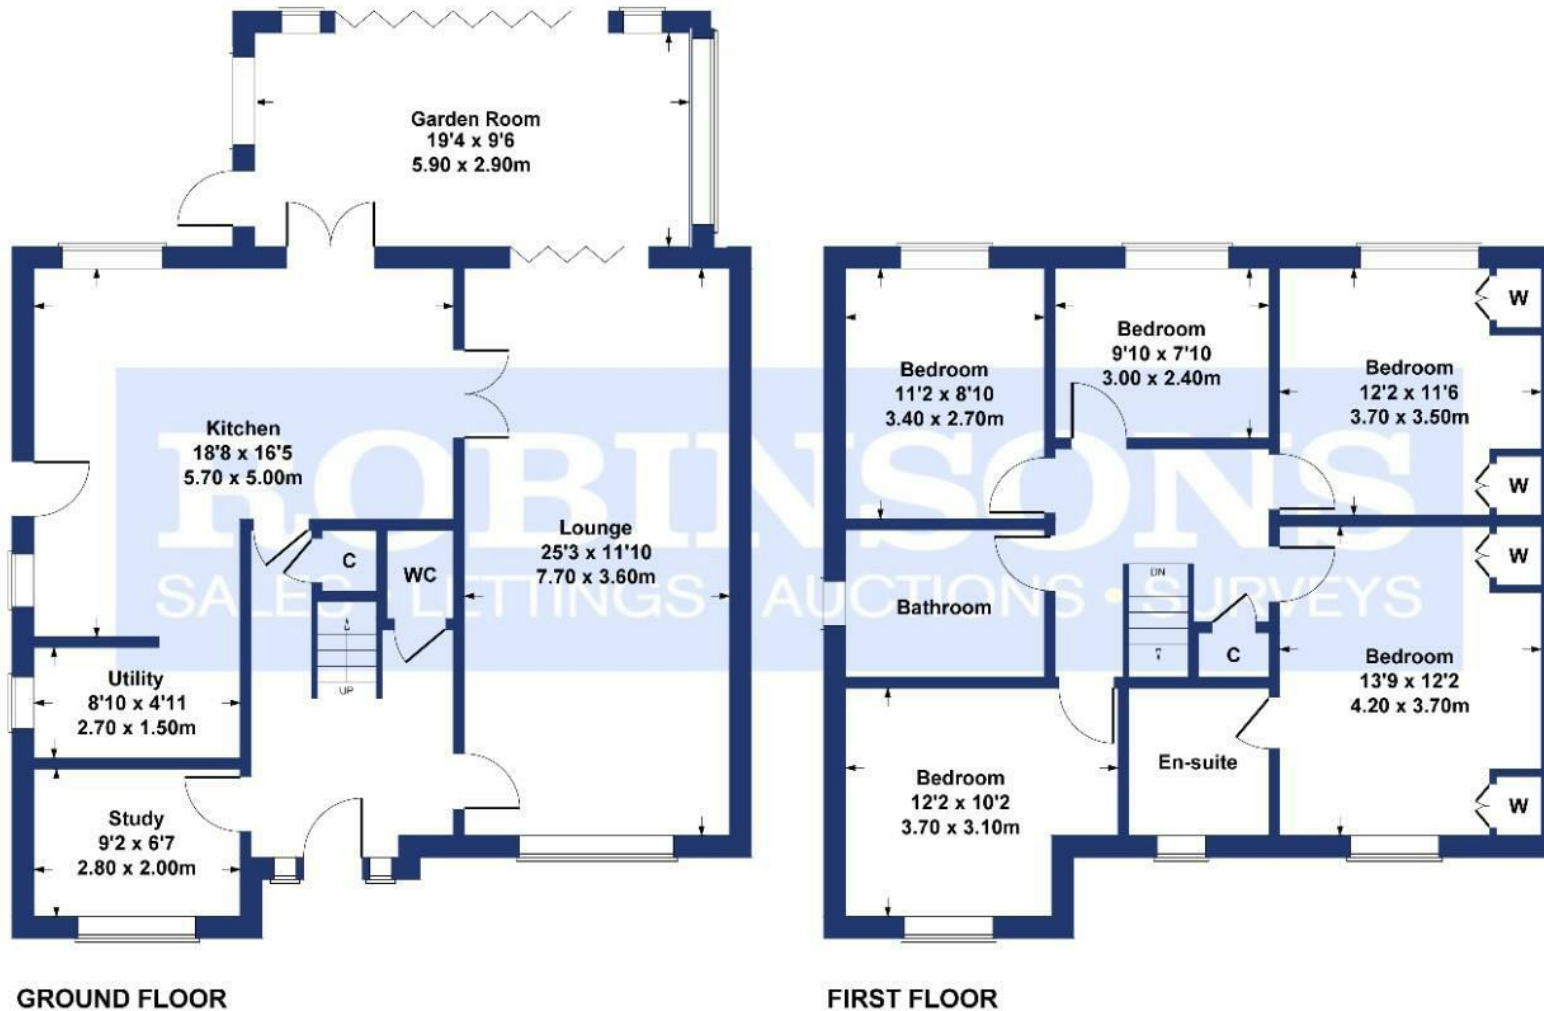 Garden Room
19'4 x 9'6
5.90 x 2.90m
Kitchen
18'8 x 16'5
5.70 x 5.00m
Lounge
25'3 x 11'10
7.70 x 3.60m
C
WC
UP
Utility
8'10 x 4'11
2.70 x 1.50m
Study
9'2 x 6'7
2.80 x 2.00m
GROUND FLOOR
Bedroom
11'2 x 8'10
3.40 x 2.70m
Bedroom
9'10 x 7'10
3.00 x 2.40m
Bedroom
12'2 x 11'6
3.70 x 3.50m
W
W
W
Bathroom
DN
C
Bedroom
13'9 x 12'2
4.20 x 3.70m
En-suite
W
Bedroom
12'2 x 10'2
3.70 x 3.10m
FIRST FLOOR
ROBINSONS
SALES • LETTINGS • AUCTIONS • SURVEYS